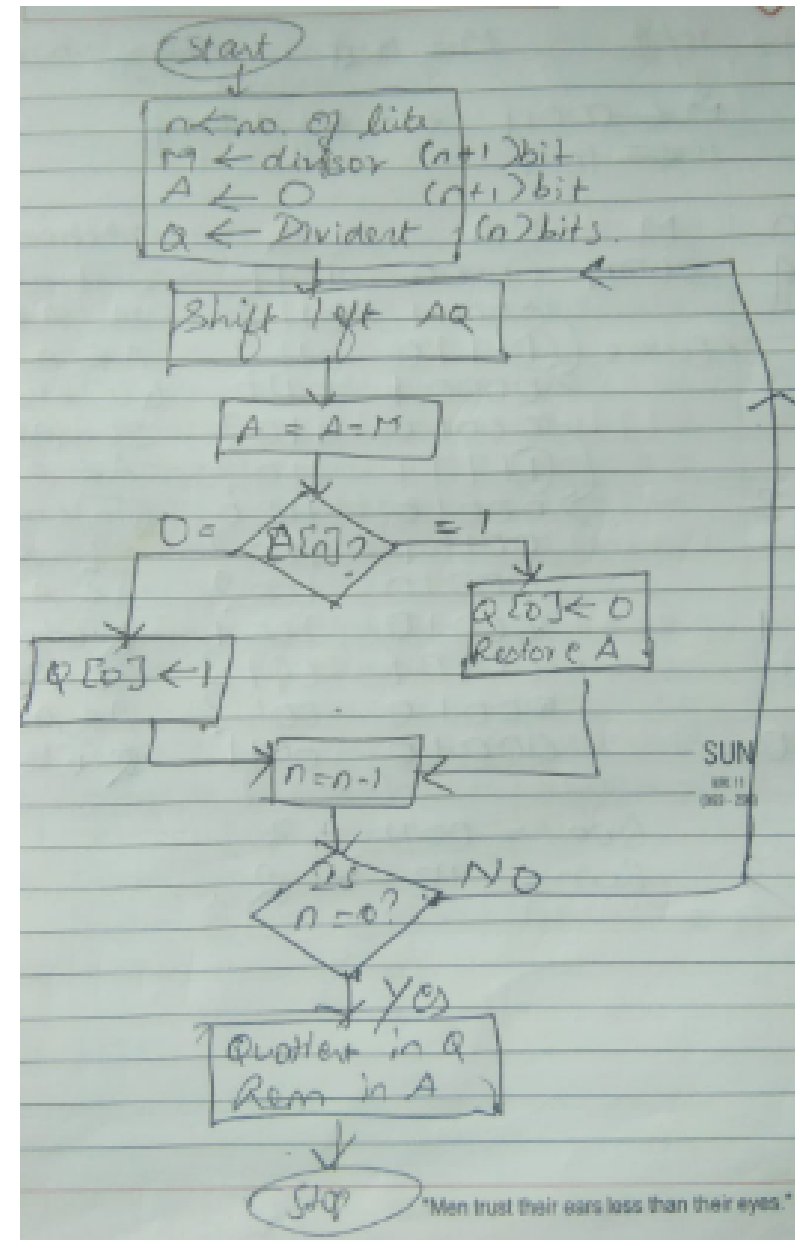 Start
n ← no. of bits
M ← divisor (n+1)bit
A ← 0 (n+1)bit
Q ← Divident (n)bits.
Shift left AQ
A = A-M
0 =
A[n]?
= 1
Q[0] ← 0
Restore A
Q[0] ← 1
n = n-1
SUN
Is
n = 0?
NO
Yes
Quotient in Q
Rem in A
Stop
"Men trust their ears less than their eyes."